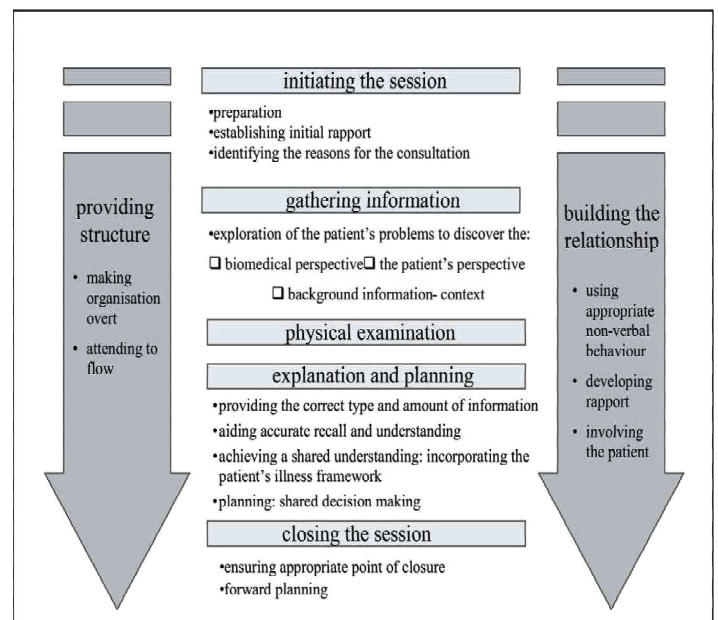 initiating the session
•preparation
•establishing initial rapport
•identifying the reasons for the consultation
providing
structure
• making
organisation
overt
• attending to
flow
gathering information
•exploration of the patient's problems to discover the:
❑ biomedical perspective❑ the patient's perspective
❑ background information- context
physical examination
explanation and planning
•providing the correct type and amount of information
•aiding accurate recall and understanding
•achieving a shared understanding: incorporating the
patient's illness framework
•planning: shared decision making
closing the session
•ensuring appropriate point of closure
•forward planning
building the
relationship
• using
appropriate
non-verbal
behaviour
• developing
rapport
• involving
the patient